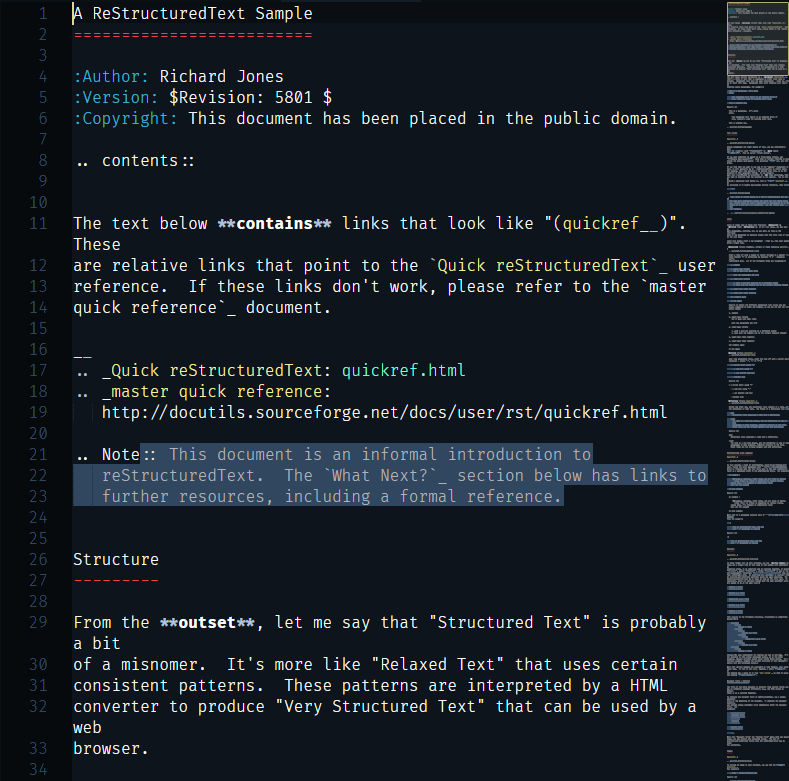 1 A ReStructuredText Sample
2 =========================
3
4 :Author: Richard Jones
5 :Version: $Revision: 5801 $
6 :Copyright: This document has been placed in the public domain.
7
8 .. contents::
9
10
11 The text below **contains** links that look like "(quickref__)".
These
12 are relative links that point to the `Quick reStructuredText`_ user
13 reference.  If these links don't work, please refer to the `master
14 quick reference`_ document.
15
16 __
17 .. _Quick reStructuredText: quickref.html
18 .. _master quick reference:
19    http://docutils.sourceforge.net/docs/user/rst/quickref.html
20
21 .. Note:: This document is an informal introduction to
22    reStructuredText.  The `What Next?`_ section below has links to
23    further resources, including a formal reference.
24
25
26 Structure
27 ---------
28
29 From the **outset**, let me say that "Structured Text" is probably
a bit
30 of a misnomer.  It's more like "Relaxed Text" that uses certain
31 consistent patterns.  These patterns are interpreted by a HTML
32 converter to produce "Very Structured Text" that can be used by a
web
33 browser.
34